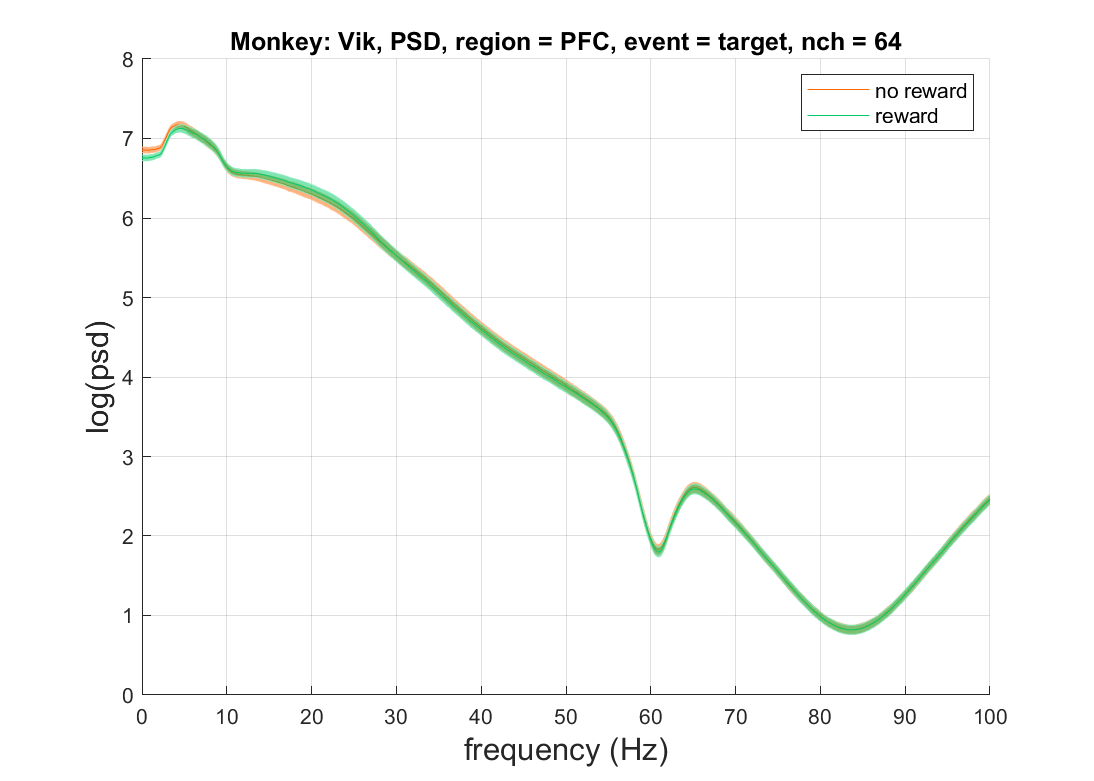 Monkey: Vik, PSD, region = PFC, event = target, nch = 64
no reward
reward
8
7
6
5
4
3
2
1
0
log(psd)
0 10 20 30 40 50 60 70 80 90 100
frequency (Hz)